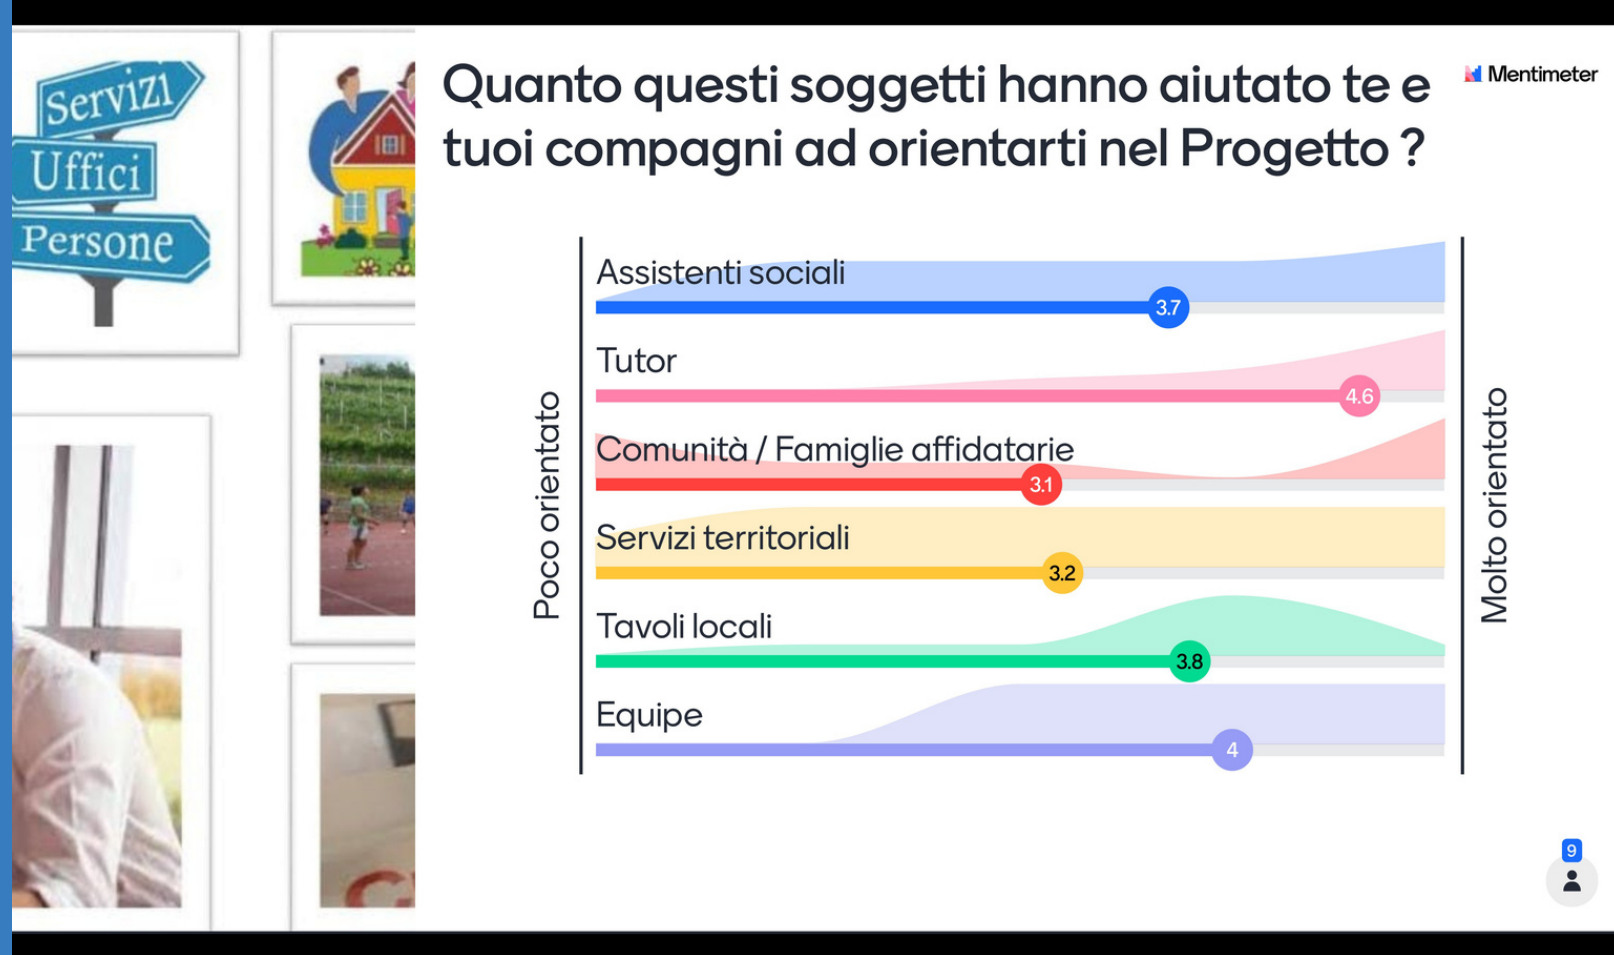 Servizi
Uffici
Persone
Quanto questi soggetti hanno aiutato te e
tuoi compagni ad orientarti nel Progetto ?
Mentimeter
Poco orientato
Assistenti sociali
3.7
Tutor
4.6
Comunità / Famiglie affidatarie
3.1
Servizi territoriali
3.2
Tavoli locali
3.8
Equipe
4
Molto orientato
9